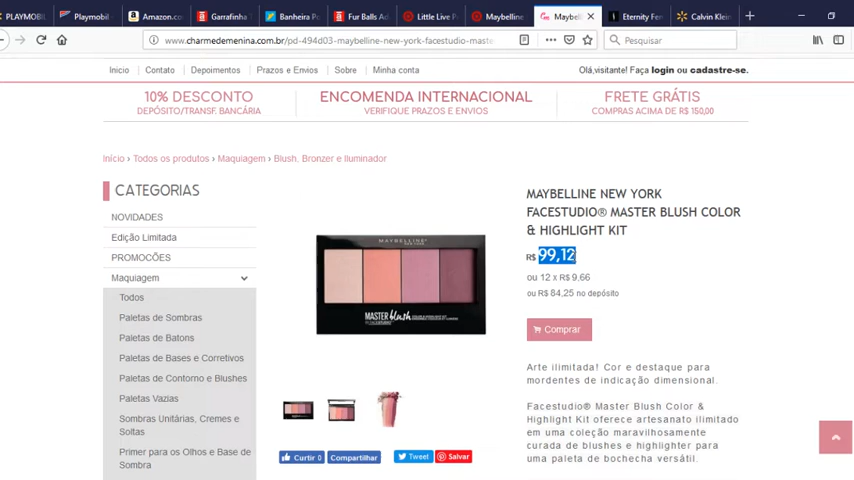 PLAYMOBIL
Playmobil
Amazon.co
Garrafinha
Banheira Po
Fur Balls Ad
Little Live P
Maybelline
Maybell
Eternity Fen
Calvin Klein
www.charmedemenina.com.br/pd-494d03-maybelline-new-york-facestudio-maste
Pesquisar
Inicio
Contato
Depoimentos
Prazos e Envios
Sobre
Minha conta
Olá,visitante! Faça login ou cadastre-se.
10% DESCONTO
DEPÓSITO/TRANSF. BANCÁRIA
ENCOMENDA INTERNACIONAL
VERIFIQUE PRAZOS E ENVIOS
FRETE GRÁTIS
COMPRAS ACIMA DE R$ 150,00
Início › Todos os produtos › Maquiagem › Blush, Bronzer e Iluminador
CATEGORIAS
NOVIDADES
Edição Limitada
PROMOCÕES
Maquiagem
Todos
Paletas de Sombras
Paletas de Batons
Paletas de Bases e Corretivos
Paletas de Contorno e Blushes
Paletas Vazias
Sombras Unitárias, Cremes e
Soltas
Primer para os Olhos e Base de
Sombra
MAYBELLINE
MASTER blush
Curtir 0
Compartilhar
Tweet
Salvar
MAYBELLINE NEW YORK
FACESTUDIO® MASTER BLUSH COLOR
& HIGHLIGHT KIT
R$ 99,12
ou 12 x R$ 9,66
ou R$ 84,25 no depósito
Comprar
Arte ilimitada! Cor e destaque para
mordentes de indicação dimensional.
Facestudio® Master Blush Color &
Highlight Kit oferece artesanato ilimitado
em uma coleção maravilhosamente
curada de blushes e highlighter para
uma paleta de bochecha versátil.